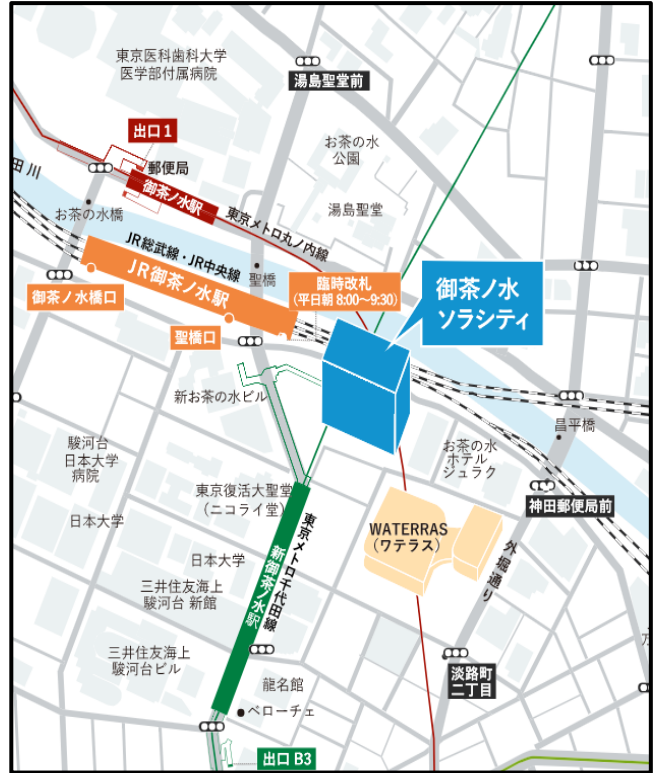 東京医科歯科大学
医学部付属病院
湯島聖堂前
出口1
郵便局
お茶の水
公園
御茶ノ水駅
東京メトロ丸ノ内線
湯島聖堂
田川
お茶の水橋
JR総武線・JR中央線
聖橋
JR御茶ノ水駅
臨時改札
(平日朝 8:00〜9:30)
御茶ノ水
ソラシティ
御茶ノ水橋口
聖橋口
新お茶の水ビル
昌平橋
駿河台
日本大学
病院
お茶の水
ホテル
ジュラク
東京復活大聖堂
(ニコライ堂)
神田郵便局前
日本大学
東京メトロ千代田線
新御茶ノ水駅
WATERRAS
(ワテラス)
外堀通り
日本大学
三井住友海上
駿河台 新館
三井住友海上
駿河台ビル
淡路町
二丁目
龍名館
ベローチェ
出口 B3